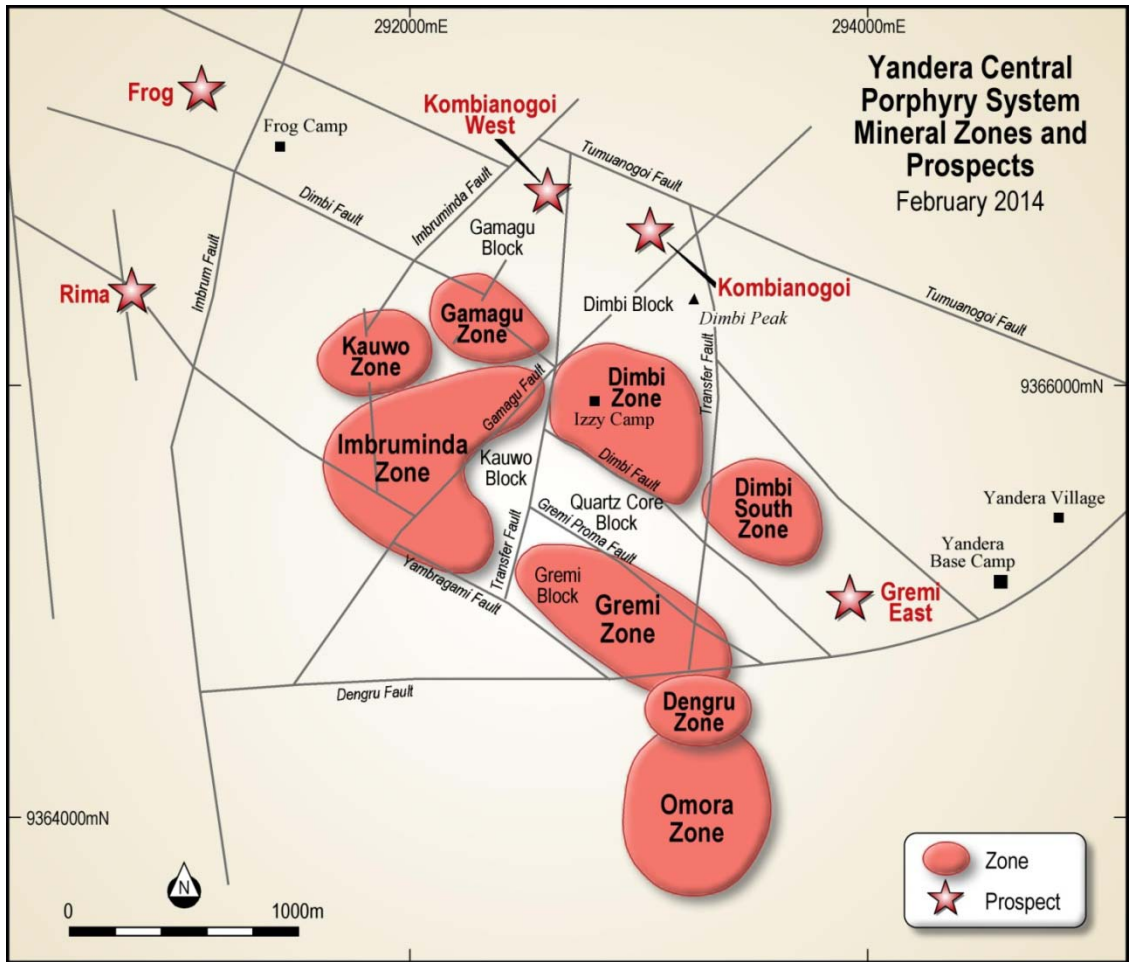 292000mE
294000mE
Yandera Central
Porphyry System
Mineral Zones and
Prospects
February 2014
Frog
Frog Camp
Kombianogoi
West
Tumuanogoi Fault
Imbruminda Fault
Dimbi Fault
Gamagu
Block
Imbrum Fault
Rima
Kombianogoi
Dimbi Block
Dimbi Peak
Tumuanogoi Fault
Gamagu
Zone
Kauwo
Zone
Transfer Fault
Dimbi
Zone
Izzy Camp
9366000mN
Gamagu Fault
Imbruminda
Zone
Kauwo
Block
Dimbi Fault
Dimbi
South
Zone
Quartz Core
Block
Yandera Village
Yandera
Base Camp
Gremi Proma Fault
Transfer Fault
Yambragami Fault
Gremi
Block
Gremi
Zone
Gremi
East
Dengru Fault
Dengru
Zone
Omora
Zone
9364000mN
N
0
1000m
Zone
Prospect